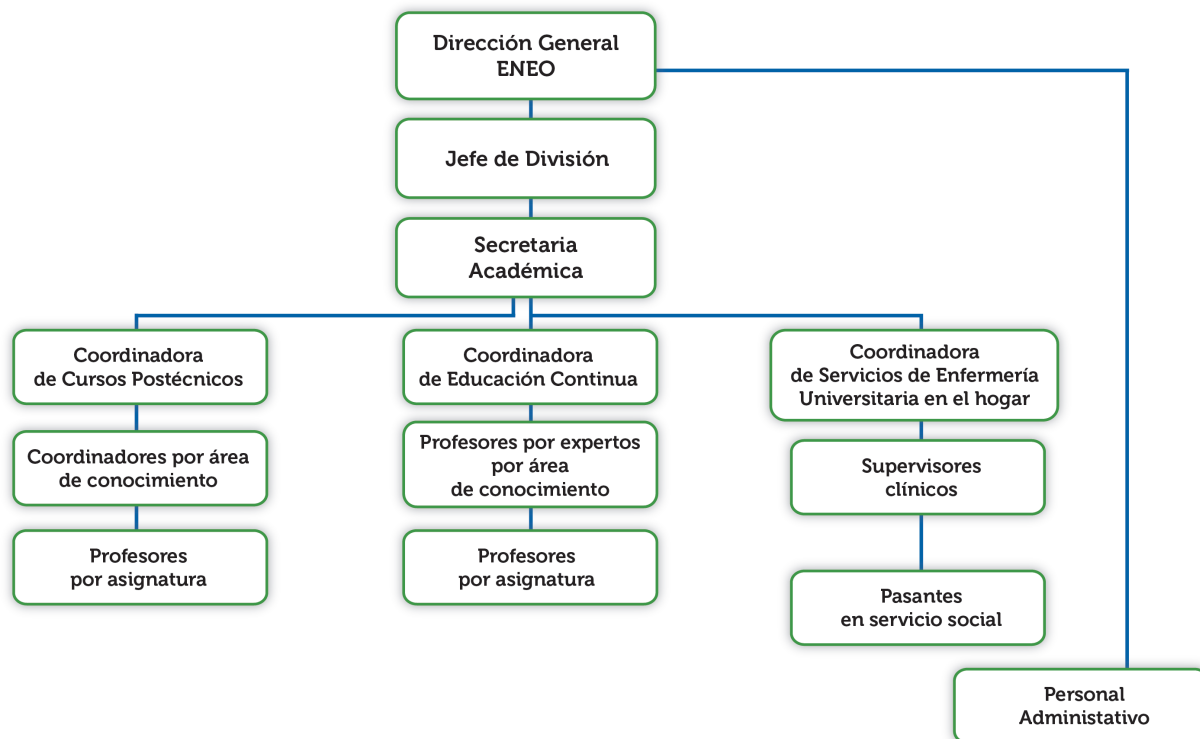 Dirección General
ENEO
Jefe de División
Secretaria
Académica
Coordinadora
de Cursos Postécnicos
Coordinadora
de Educación Continua
Coordinadora
de Servicios de Enfermería
Universitaria en el hogar
Coordinadores por área
de conocimiento
Profesores por expertos
por área
de conocimiento
Supervisores
clínicos
Profesores
por asignatura
Profesores
por asignatura
Pasantes
en servicio social
Personal
Administativo